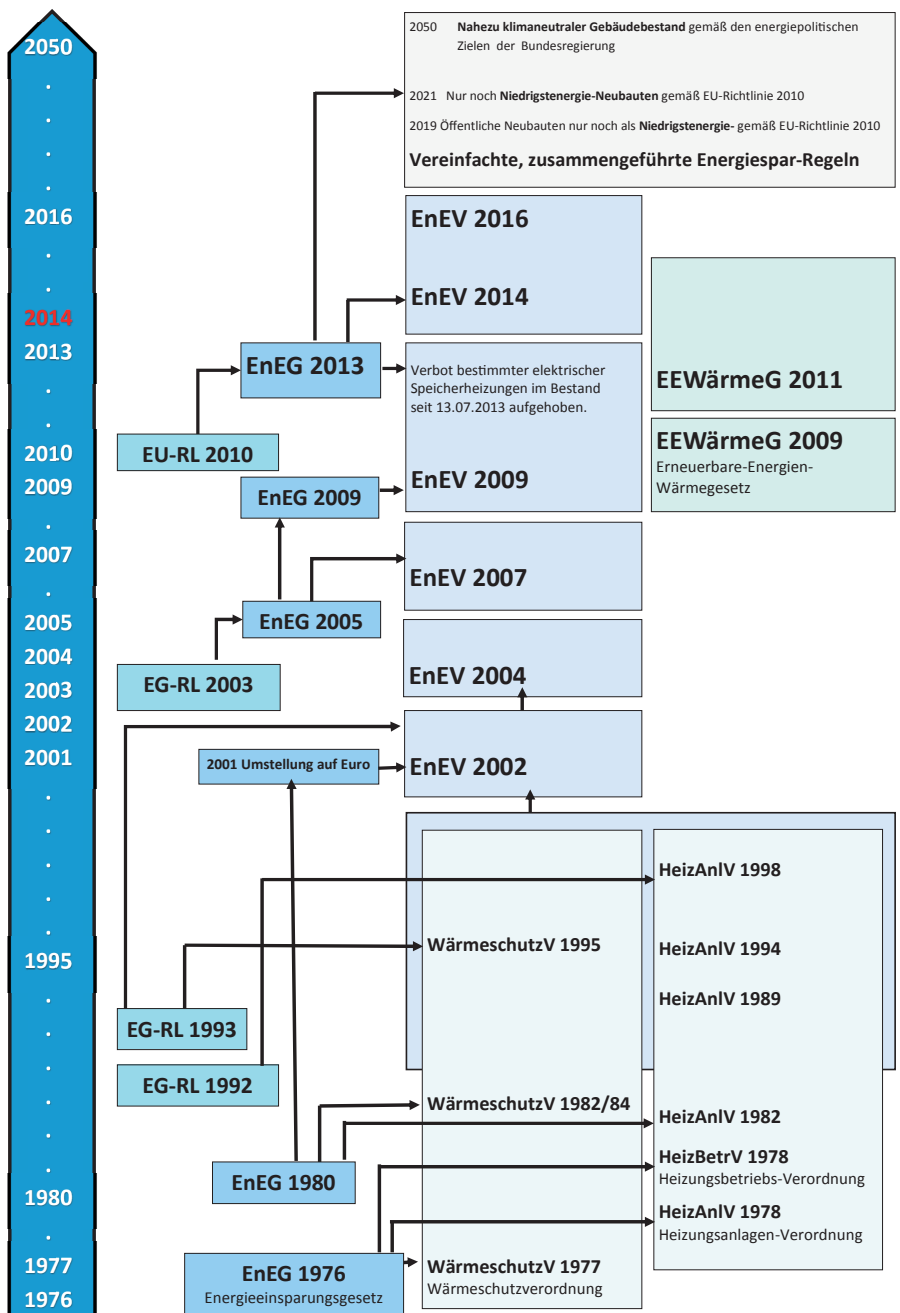 2050
.
.
.
.
2016
.
.
2014
2013
.
.
2010
2009
.
2007
.
2005
2004
2003
2002
2001
.
.
.
.
.
1995
.
.
.
.
.
.
1980
.
1977
1976
2050 Nahezu klimaneutraler Gebäudebestand gemäß den energiepolitischen
Zielen der Bundesregierung
2021 Nur noch Niedrigstenergie-Neubauten gemäß EU-Richtlinie 2010
2019 Öffentliche Neubauten nur noch als Niedrigstenergie- gemäß EU-Richtlinie 2010
Vereinfachte, zusammengeführte Energiespar-Regeln
EnEV 2016
EnEV 2014
EnEG 2013
Verbot bestimmter elektrischer
Speicherheizungen im Bestand
seit 13.07.2013 aufgehoben.
EEWärmeG 2011
EU-RL 2010
EEWärmeG 2009
Erneuerbare-Energien-
Wärmegesetz
EnEG 2009
EnEV 2009
EnEV 2007
EnEG 2005
EG-RL 2003
EnEV 2004
2001 Umstellung auf Euro
EnEV 2002
HeizAnlV 1998
WärmeschutzV 1995
HeizAnlV 1994
HeizAnlV 1989
EG-RL 1993
EG-RL 1992
WärmeschutzV 1982/84
HeizAnlV 1982
EnEG 1980
HeizBetrV 1978
Heizungsbetriebs-Verordnung
HeizAnlV 1978
Heizungsanlagen-Verordnung
EnEG 1976
Energieeinsparungsgesetz
WärmeschutzV 1977
Wärmeschutzverordnung